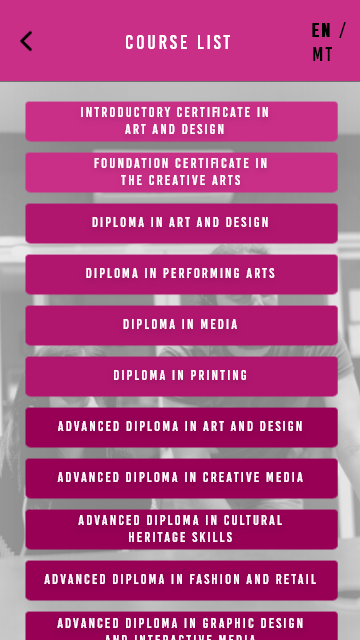 COURSE LIST
EN /
MT
INTRODUCTORY CERTIFICATE IN
ART AND DESIGN
FOUNDATION CERTIFICATE IN
THE CREATIVE ARTS
DIPLOMA IN ART AND DESIGN
DIPLOMA IN PERFORMING ARTS
DIPLOMA IN MEDIA
DIPLOMA IN PRINTING
ADVANCED DIPLOMA IN ART AND DESIGN
ADVANCED DIPLOMA IN CREATIVE MEDIA
ADVANCED DIPLOMA IN CULTURAL
HERITAGE SKILLS
ADVANCED DIPLOMA IN FASHION AND RETAIL
ADVANCED DIPLOMA IN GRAPHIC DESIGN
AND INTERACTIVE MEDIA